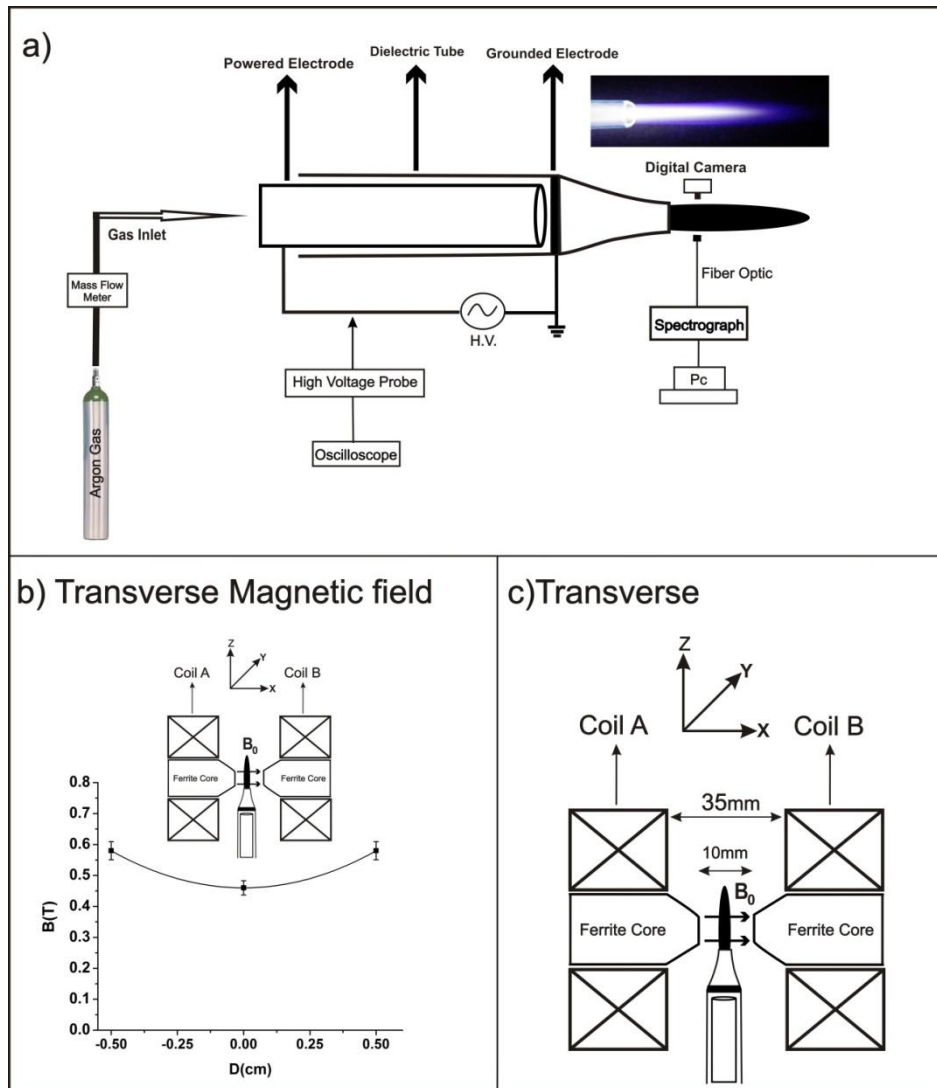 a)
Powered Electrode
Dielectric Tube
Grounded Electrode
Digital Camera
Gas Inlet
Mass Flow
Meter
Fiber Optic
H.V.
Spectrograph
High Voltage Probe
Pc
Oscilloscope
Argon Gas
b) Transverse Magnetic field
Z
Y
X
Coil A
Coil B
B0
Ferrite Core
Ferrite Core
0.8
0.7
0.6
0.5
0.4
0.3
0.2
0.1
0.0
B(T)
-0.50
-0.25
0.00
0.25
0.50
D(cm)
c)Transverse
Z
Y
X
Coil A
Coil B
35mm
10mm
B0
Ferrite Core
Ferrite Core